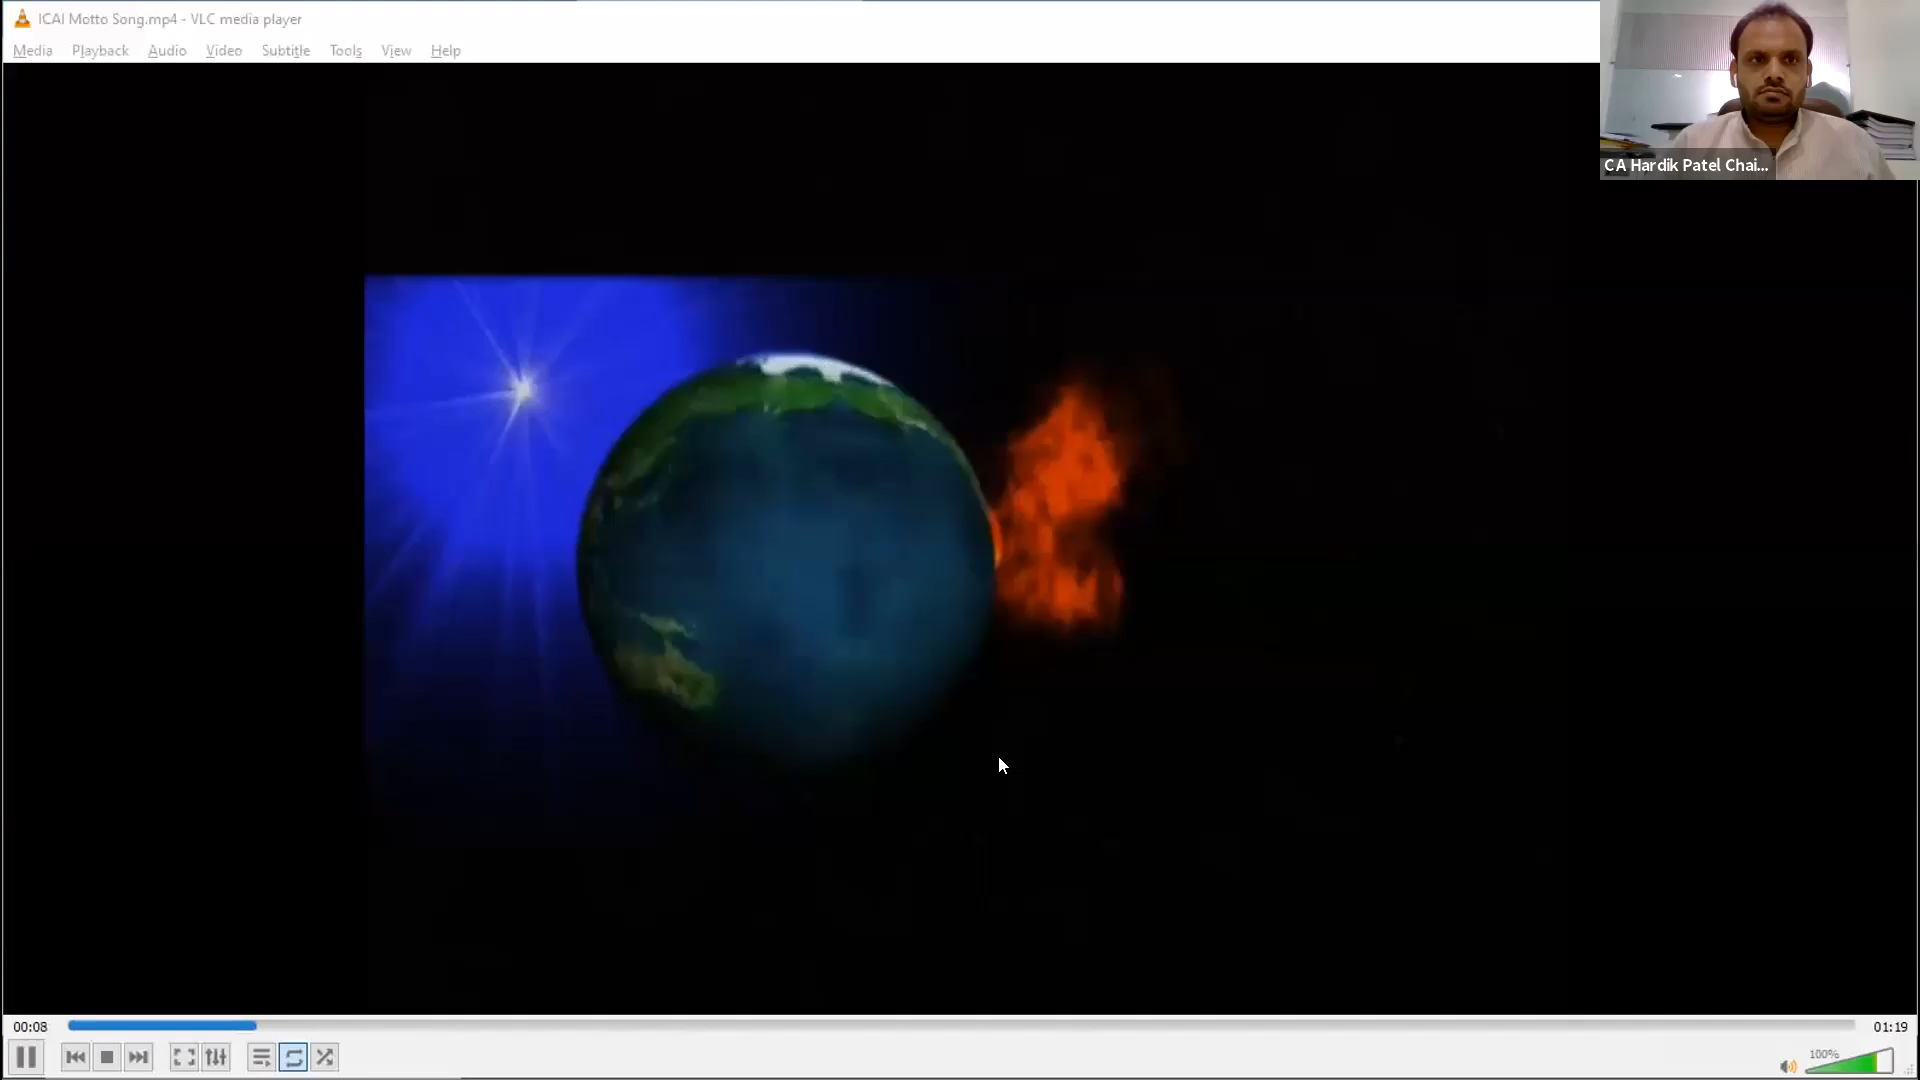 ICAI Motto Song.mp4 - VLC media player
Media Playback Audio Video Subtitle Tools View Help
CA Hardik Patel Chai...
00:08
01:19
100%